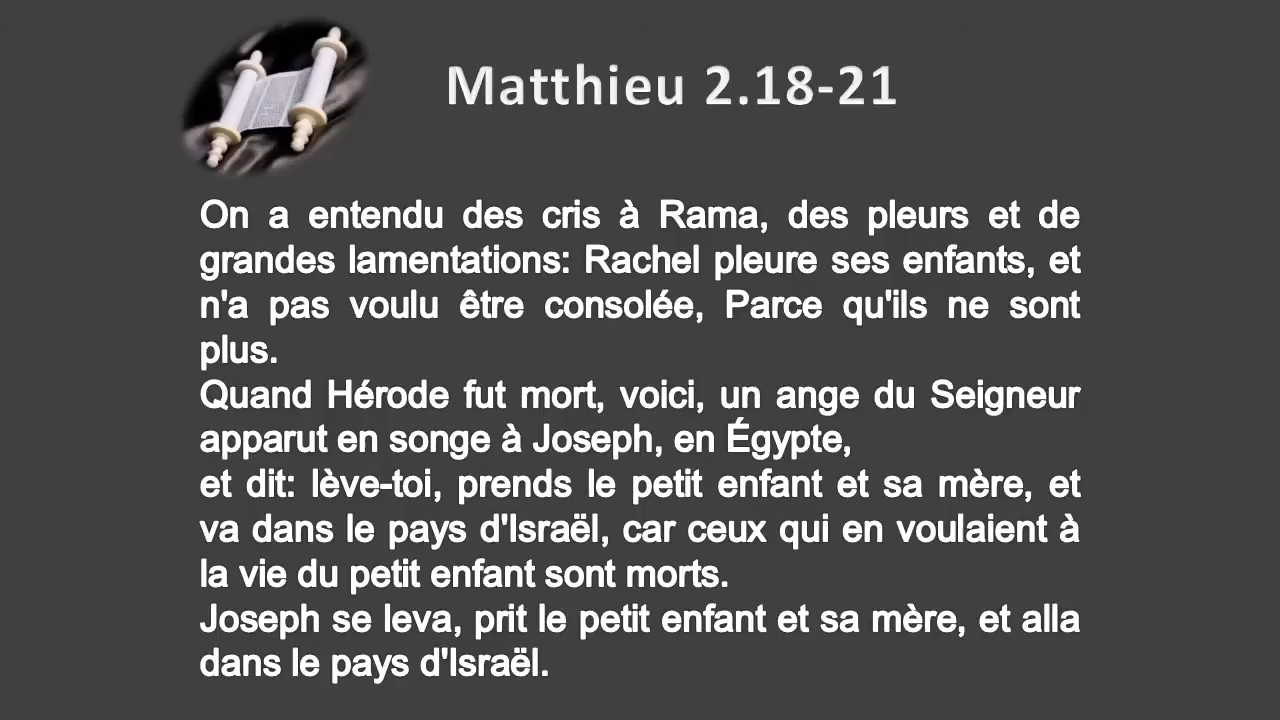 Matthieu 2.18-21
On a entendu des cris à Rama, des pleurs et de
grandes lamentations: Rachel pleure ses enfants, et
n'a pas voulu être consolée, Parce qu'ils ne sont
plus.
Quand Hérode fut mort, voici, un ange du Seigneur
apparut en songe à Joseph, en Égypte,
et dit: lève-toi, prends le petit enfant et sa mère, et
va dans le pays d'Israël, car ceux qui en voulaient à
la vie du petit enfant sont morts.
Joseph se leva, prit le petit enfant et sa mère, et alla
dans le pays d'Israël.